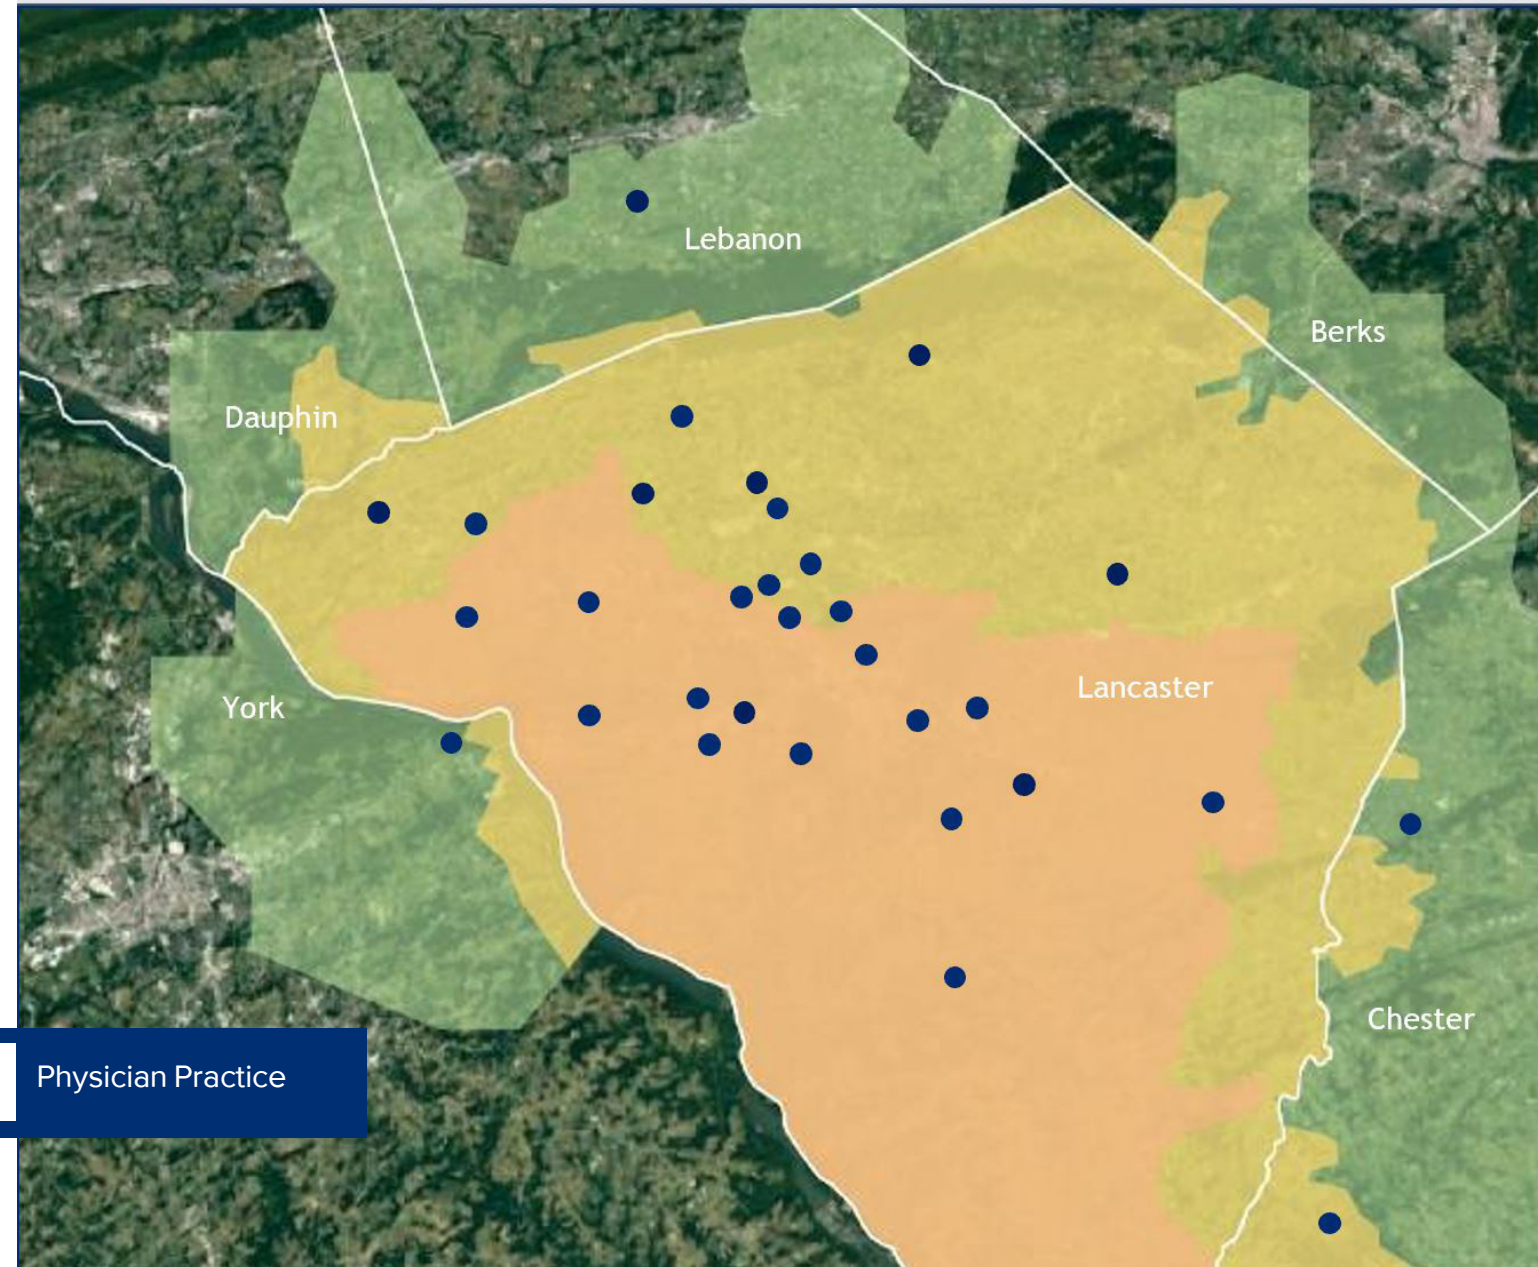 Lebanon
Berks
Dauphin
Lancaster
York
Chester
Physician Practice